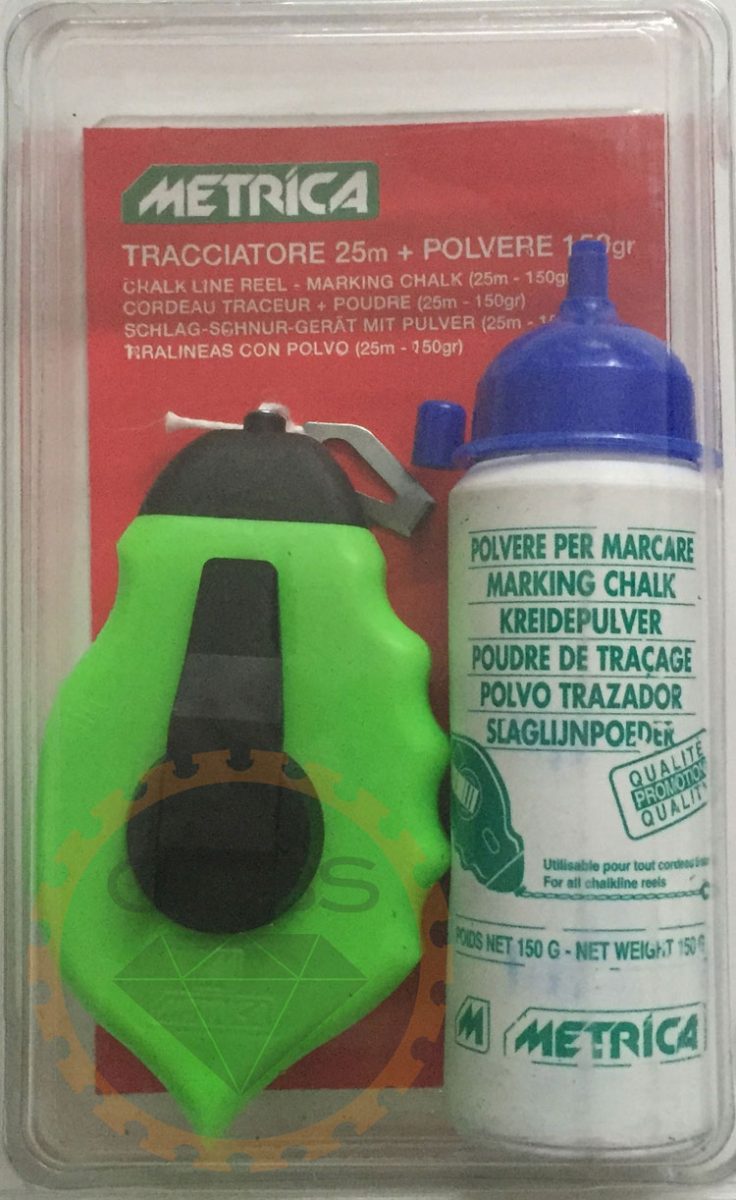 METRICA
TRACCIATORE 25m + POLVERE 150gr
CHALK LINE REEL - MARKING CHALK (25m - 150gr
CORDEAU TRACEUR + POUDRE (25m - 150gr)
SCHLAG-SCHNUR-GERÄT MIT PULVER (25m - 15
TIRALINEAS CON POLVO (25m - 150gr)
POLVERE PER MARCARE
MARKING CHALK
KREIDEPULVER
POUDRE DE TRAÇAGE
POLVO TRAZADOR
SLAGLIJNPOEDER
QUALITE
PROMOTION
QUALITY
Utilisable pour tout cordeau
For all chalkline reels
POIDS NET 150 G - NET WEIGHT 150 G
M METRICA
METRICA